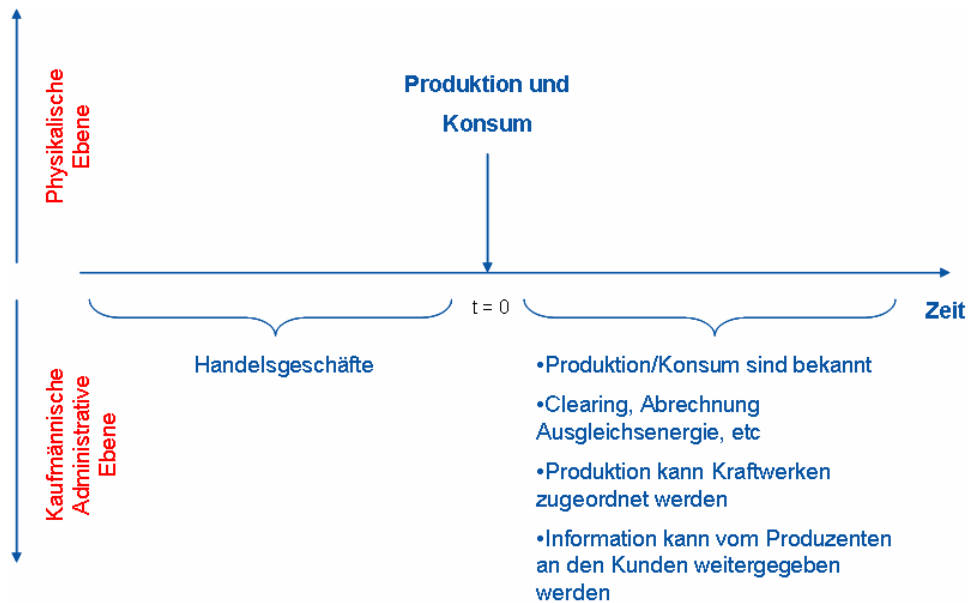 Physikalische
Ebene
Produktion und
Konsum
t = 0
Zeit
Kaufmännische
Administrative
Ebene
Handelsgeschäfte
•Produktion/Konsum sind bekannt
•Clearing, Abrechnung
Ausgleichsenergie, etc
•Produktion kann Kraftwerken
zugeordnet werden
•Information kann vom Produzenten
an den Kunden weitergegeben
werden